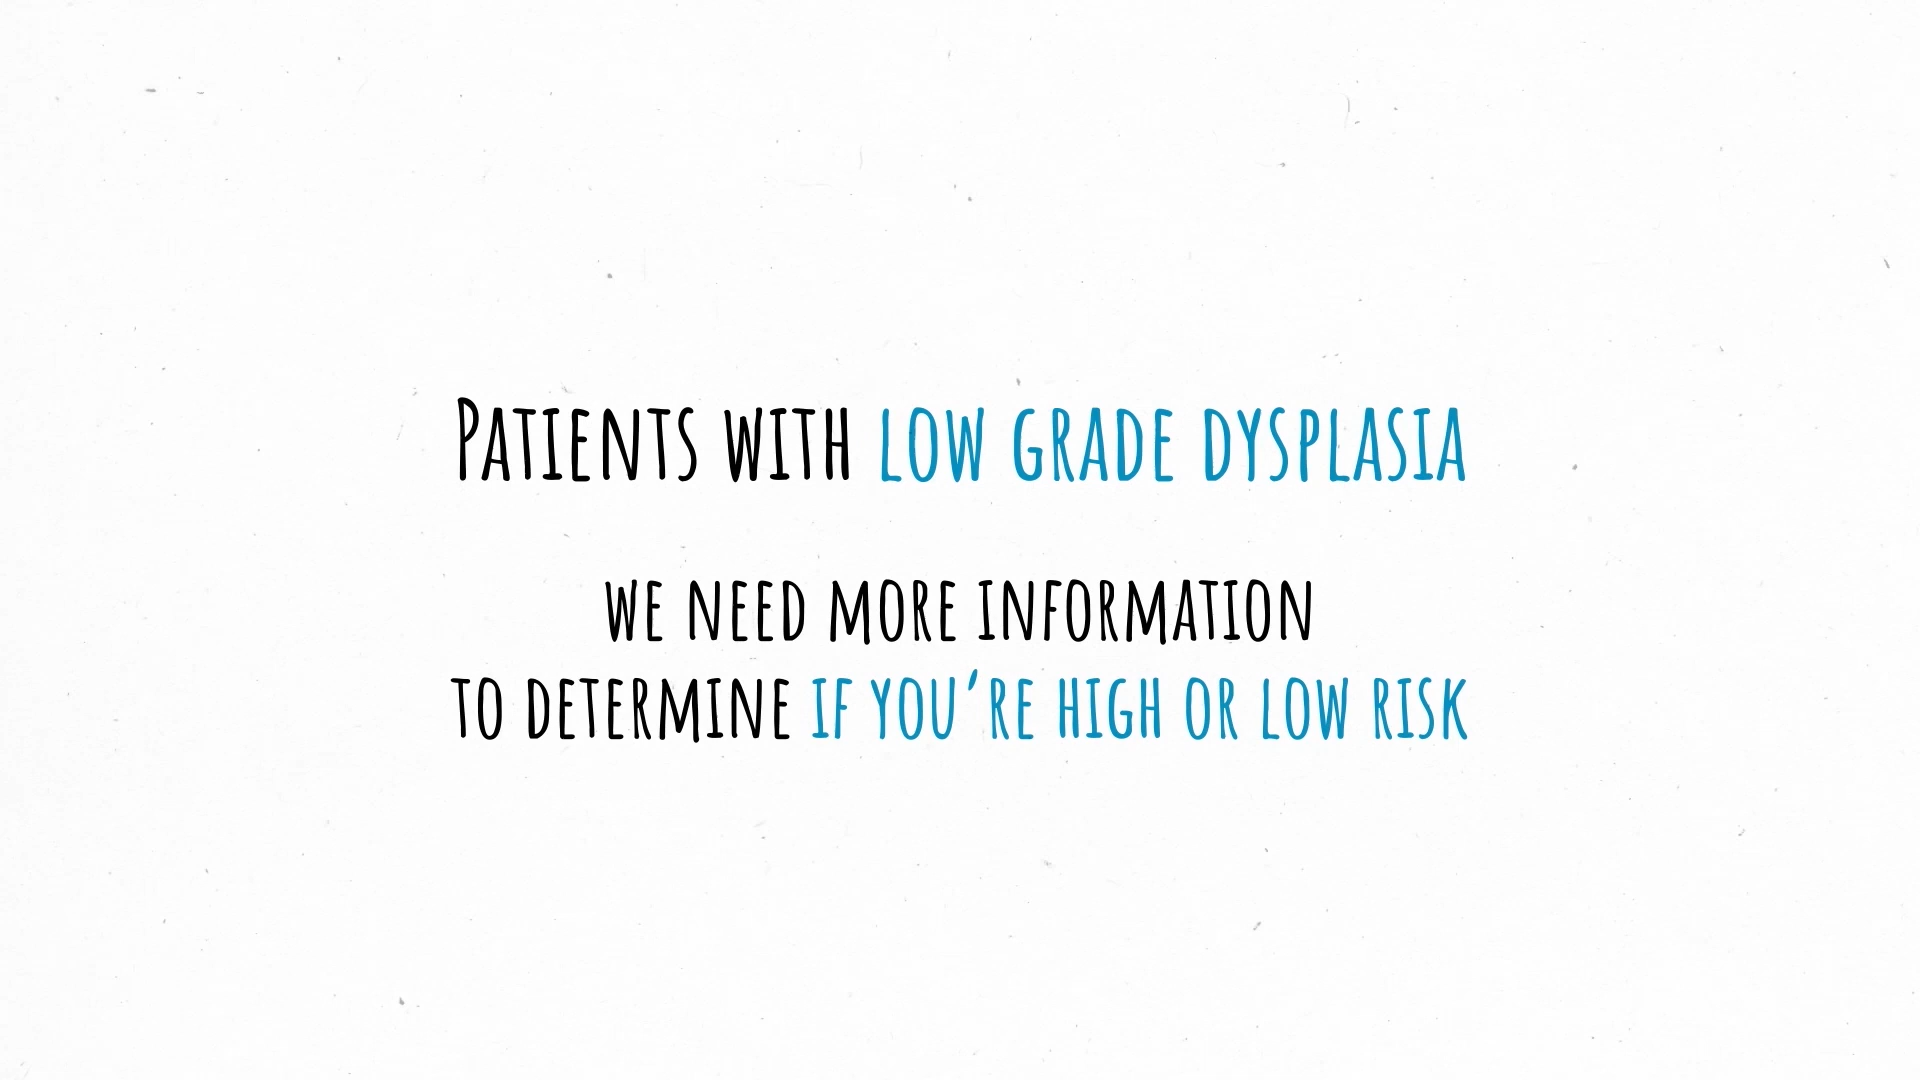 Patients with low grade dysplasia
we need more information
to determine if you're high or low risk